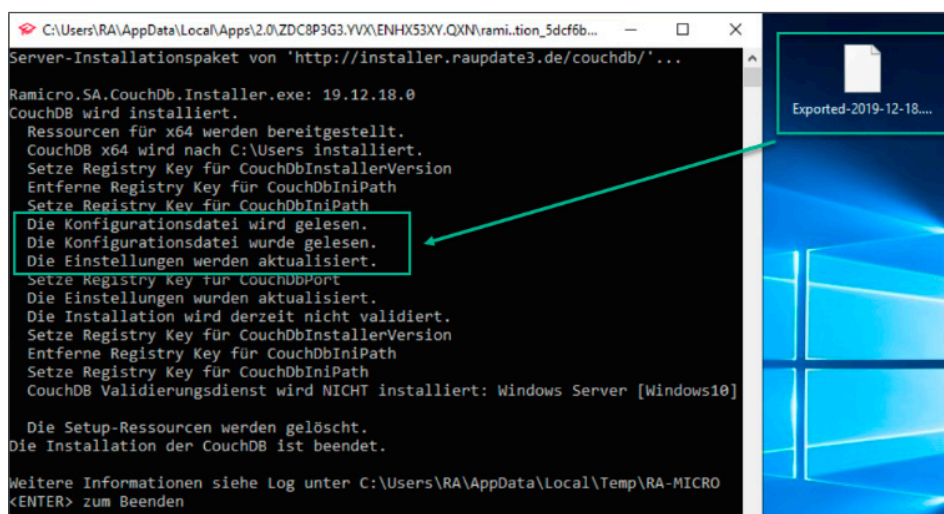 C:\Users\RA\AppData\Local\Apps\2.0\ZDC8P3G3.YVX\ENHX53XY.QXN\rami..tion_5dcf6b...
Server-Installationspaket von 'http://installer.raupdate3.de/couchdb/'...
Ramicro.SA.CouchDb.Installer.exe: 19.12.18.0
CouchDB wird installiert.
Ressourcen für x64 werden bereitgestellt.
CouchDB x64 wird nach C:\Users installiert.
Setze Registry Key für CouchDbInstallerVersion
Entferne Registry Key für CouchDbIniPath
Setze Registry Key für CouchDbIniPath
Die Konfigurationsdatei wird gelesen.
Die Konfigurationsdatei wurde gelesen.
Die Einstellungen werden aktualisiert.
Setze Registry Key für CouchDbPort
Die Einstellungen wurden aktualisiert.
Die Installation wird derzeit nicht validiert.
Setze Registry Key für CouchDbInstallerVersion
Entferne Registry Key für CouchDbIniPath
Setze Registry Key für CouchDbIniPath
CouchDB Validierungsdienst wird NICHT installiert: Windows Server [Windows10]
Die Setup-Ressourcen werden gelöscht.
Die Installation der CouchDB ist beendet.
Weitere Informationen siehe Log unter C:\Users\RA\AppData\Local\Temp\RA-MICRO
<ENTER> zum Beenden
Exported-2019-12-18....